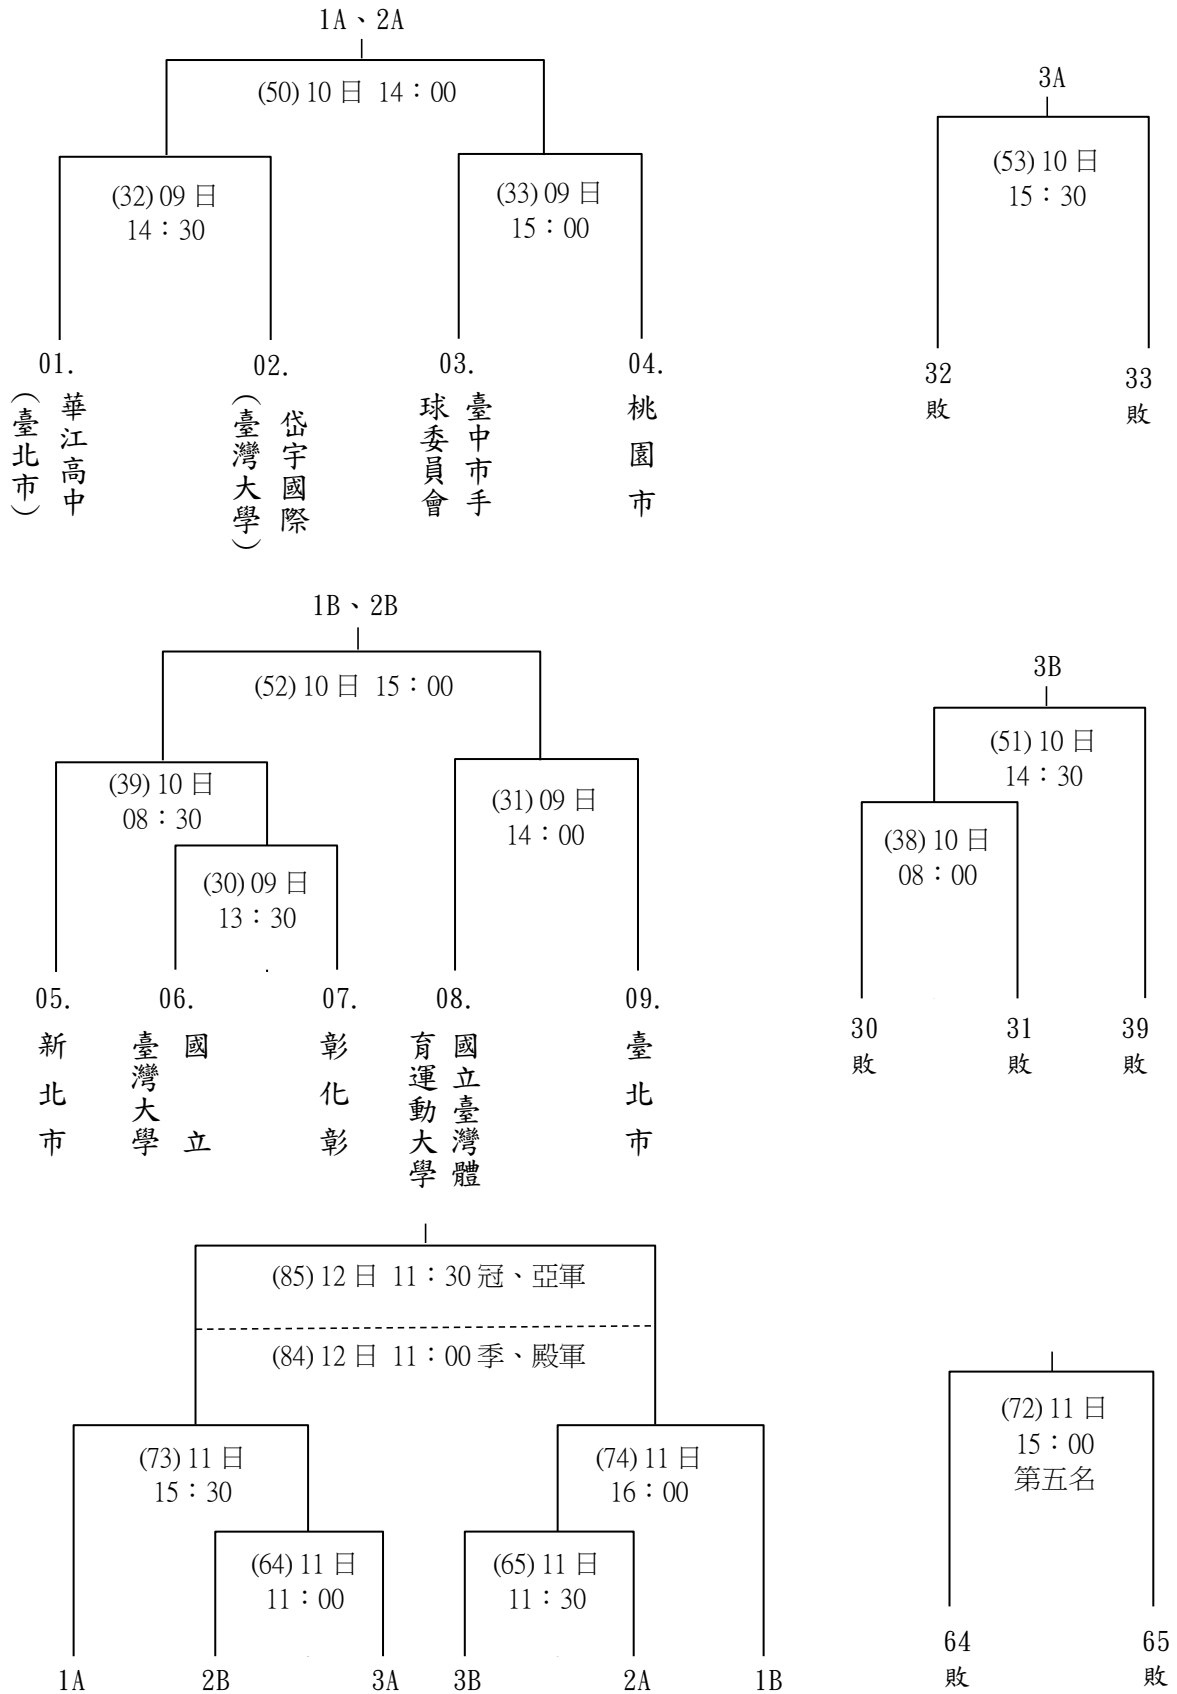 1A、2A
(50) 10 日 14：00
(32) 09 日
14：30
(33) 09 日
15：00
01.
華江高中
(臺北市)
02.
岱宇國際
(臺灣大學)
03.
臺中市手
球委員會
04.
桃園市
3A
(53) 10 日
15：30
32
敗
33
敗
1B、2B
(52) 10 日 15：00
(39) 10 日
08：30
(30) 09 日
13：30
(31) 09 日
14：00
05.
新北市
06.
國立
臺灣大學
07.
彰化彰
08.
國立臺灣體
育運動大學
09.
臺北市
3B
(51) 10 日
14：30
(38) 10 日
08：00
30
敗
31
敗
39
敗
(85) 12 日 11：30 冠、亞軍
(84) 12 日 11：00 季、殿軍
(73) 11 日
15：30
(74) 11 日
16：00
(64) 11 日
11：00
(65) 11 日
11：30
1A
2B
3A
3B
2A
1B
(72) 11 日
15：00
第五名
64
敗
65
敗